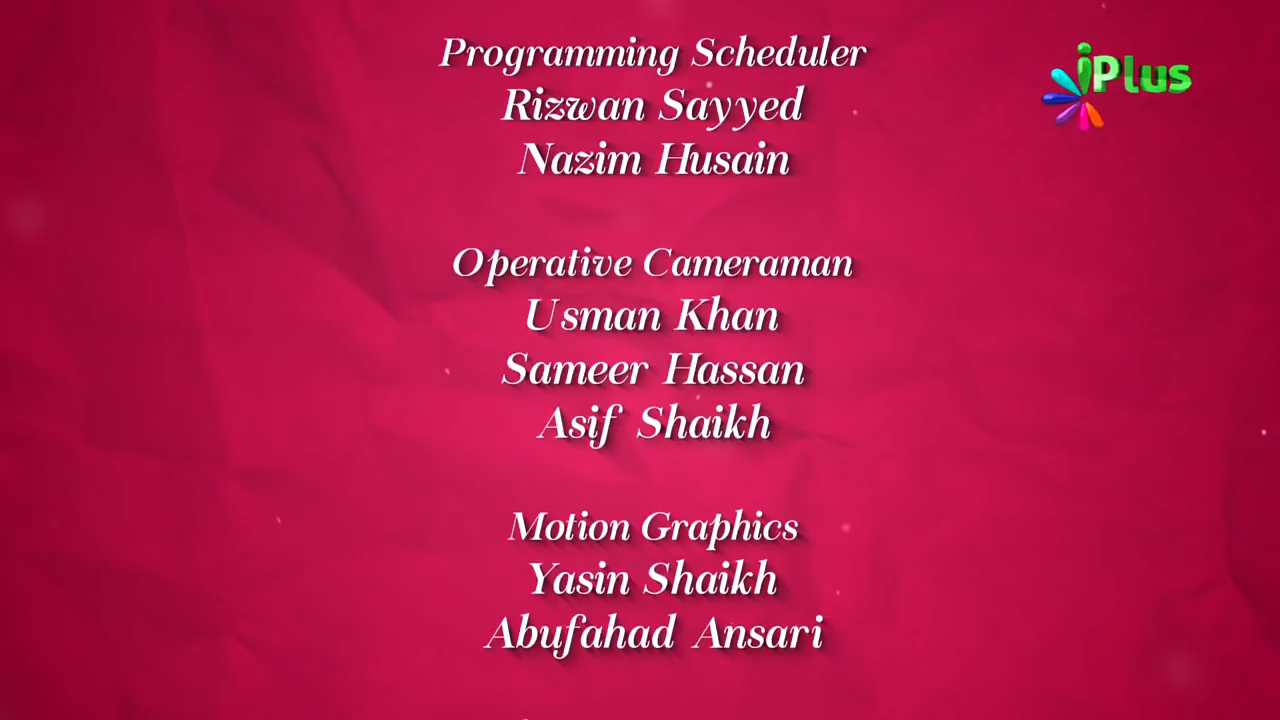 Programming Scheduler
iPlus
Rizwan Sayyed
Nazim Husain
Operative Cameraman
Usman Khan
Sameer Hassan
Asif Shaikh
Motion Graphics
Yasin Shaikh
Abufahad Ansari